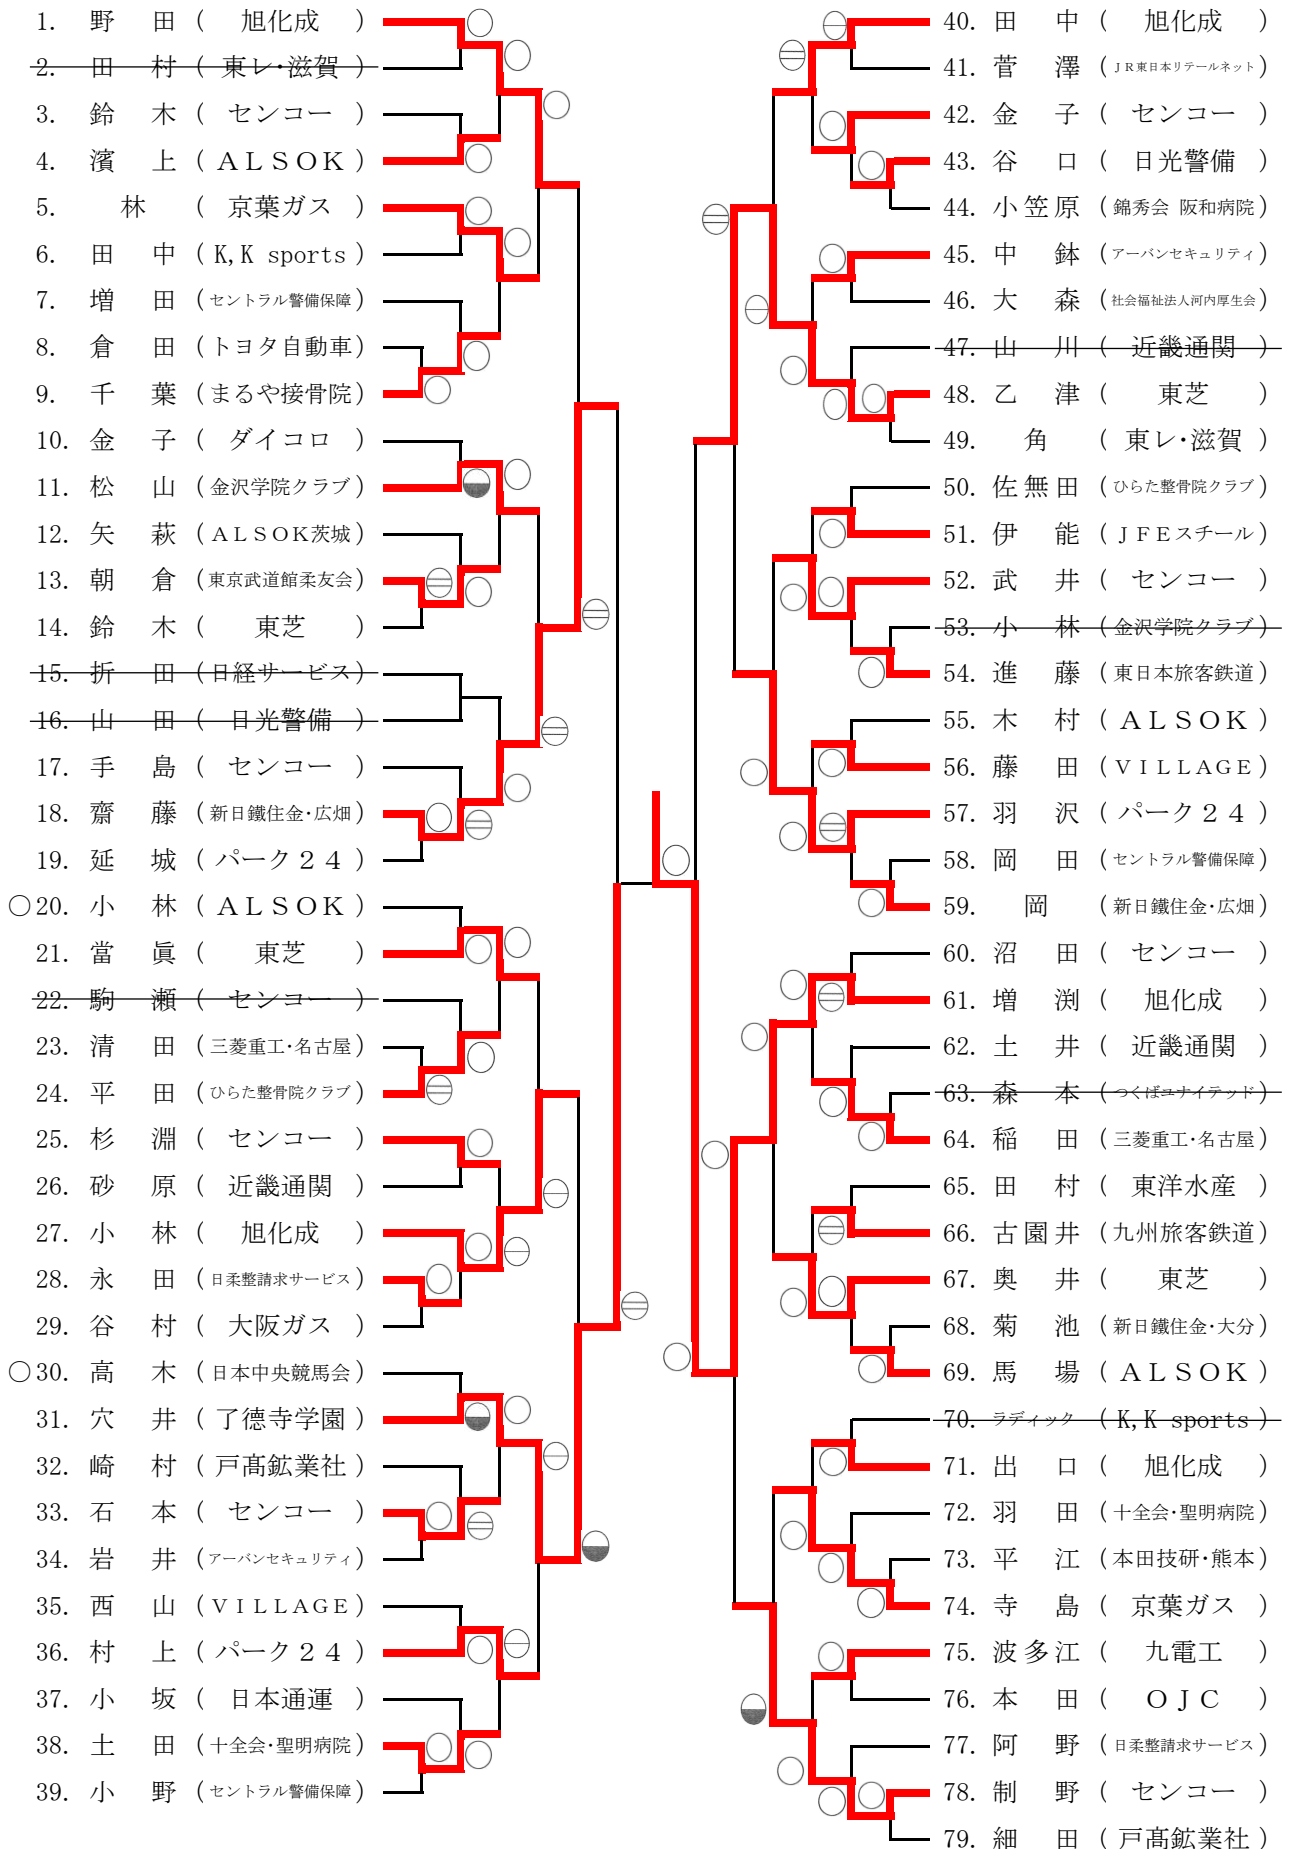 1. 野田（旭化成）
2. 田村（東レ・滋賀）
3. 鈴木（センコー）
4. 濱上（ＡＬＳＯＫ）
5. 林（京葉ガス）
6. 田中（K,K sports）
7. 増田（セントラル警備保障）
8. 倉田（トヨタ自動車）
9. 千葉（まるや接骨院）
10. 金子（ダイコロ）
11. 松山（金沢学院クラブ）
12. 矢萩（ＡＬＳＯＫ茨城）
13. 朝倉（東京武道館柔友会）
14. 鈴木（東芝）
15. 折田（日経サービス）
16. 山田（日光警備）
17. 手島（センコー）
18. 齋藤（新日鐵住金・広畑）
19. 延城（パーク２４）
○20. 小林（ＡＬＳＯＫ）
21. 當眞（東芝）
22. 駒瀬（センコー）
23. 清田（三菱重工・名古屋）
24. 平田（ひらた整骨院クラブ）
25. 杉淵（センコー）
26. 砂原（近畿通関）
27. 小林（旭化成）
28. 永田（日柔整請求サービス）
29. 谷村（大阪ガス）
○30. 高木（日本中央競馬会）
31. 穴井（了德寺学園）
32. 崎村（戸髙鉱業社）
33. 石本（センコー）
34. 岩井（アーバンセキュリティ）
35. 西山（ＶＩＬＬＡＧＥ）
36. 村上（パーク２４）
37. 小坂（日本通運）
38. 土田（十全会・聖明病院）
39. 小野（セントラル警備保障）
40. 田中（旭化成）
41. 菅澤（ＪＲ東日本リテールネット）
42. 金子（センコー）
43. 谷口（日光警備）
44. 小笠原（錦秀会 阪和病院）
45. 中鉢（アーバンセキュリティ）
46. 大森（社会福祉法人河内厚生会）
47. 山川（近畿通関）
48. 乙津（東芝）
49. 角（東レ・滋賀）
50. 佐無田（ひらた整骨院クラブ）
51. 伊能（ＪＦＥスチール）
52. 武井（センコー）
53. 小林（金沢学院クラブ）
54. 進藤（東日本旅客鉄道）
55. 木村（ＡＬＳＯＫ）
56. 藤田（ＶＩＬＬＡＧＥ）
57. 羽沢（パーク２４）
58. 岡田（セントラル警備保障）
59. 岡（新日鐵住金・広畑）
60. 沼田（センコー）
61. 増渕（旭化成）
62. 土井（近畿通関）
63. 森本（つくばユナイテッド）
64. 稲田（三菱重工・名古屋）
65. 田村（東洋水産）
66. 古園井（九州旅客鉄道）
67. 奥井（東芝）
68. 菊池（新日鐵住金・大分）
69. 馬場（ＡＬＳＯＫ）
70. ラディック（K,K sports）
71. 出口（旭化成）
72. 羽田（十全会・聖明病院）
73. 平江（本田技研・熊本）
74. 寺島（京葉ガス）
75. 波多江（九電工）
76. 本田（ＯＪＣ）
77. 阿野（日柔整請求サービス）
78. 制野（センコー）
79. 細田（戸髙鉱業社）